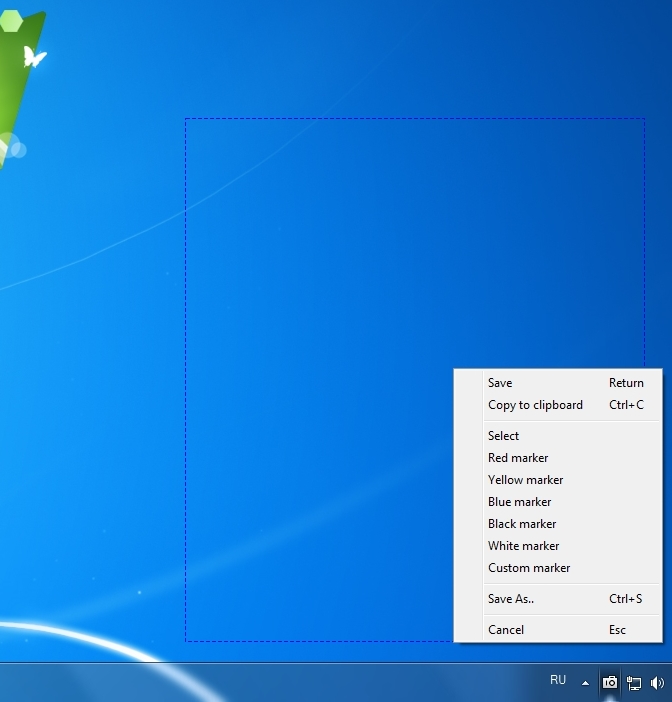 Save Return
Copy to clipboard Ctrl+C
Select
Red marker
Yellow marker
Blue marker
Black marker
White marker
Custom marker
Save As.. Ctrl+S
Cancel Esc
RU